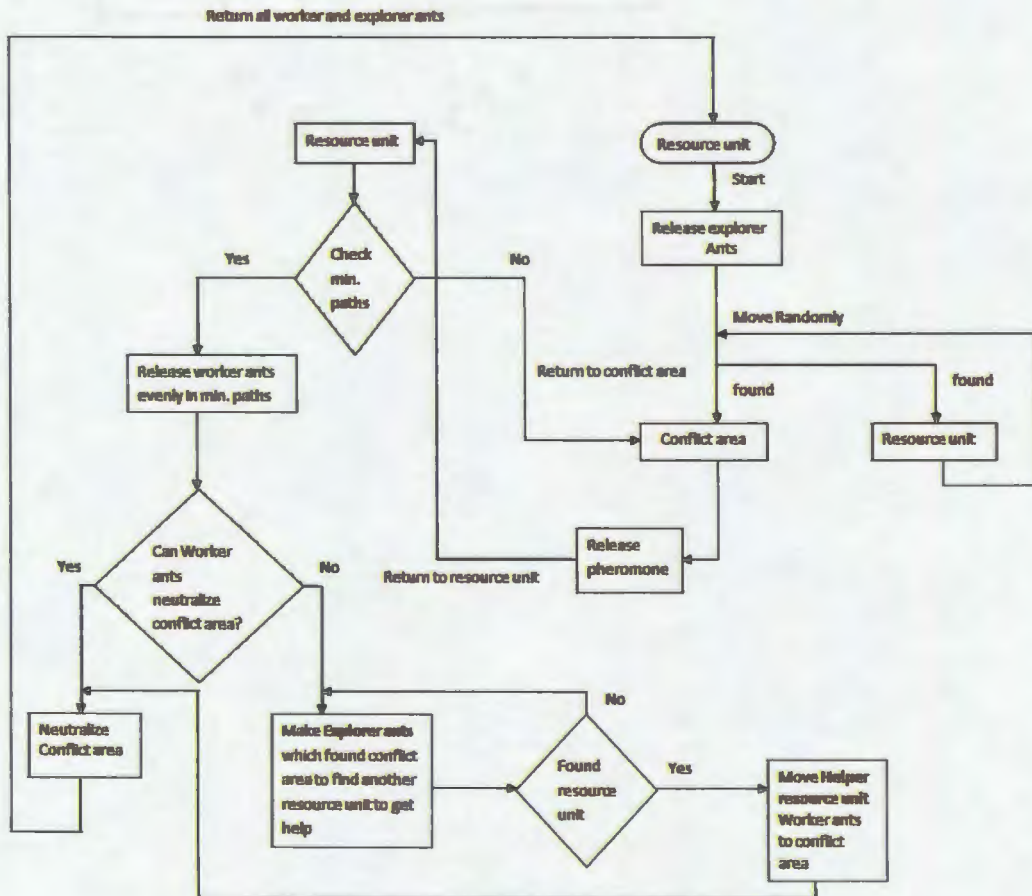 Return all worker and explorer ants
Resource unit
Resource unit
Start
Release explorer
Ants
Yes
Check
min.
paths
No
Move Randomly
Release worker ants
evenly in min. paths
Return to conflict area
found
found
Conflict area
Resource unit
Release
pheromone
Return to resource unit
Yes
Can Worker
ants
neutralize
conflict area?
No
No
Neutralize
Conflict area
Make Explorer ants
which found conflict
area to find another
resource unit to get
help
Found
resource
unit
Yes
Move Helper
resource unit
Worker ants
to conflict
area